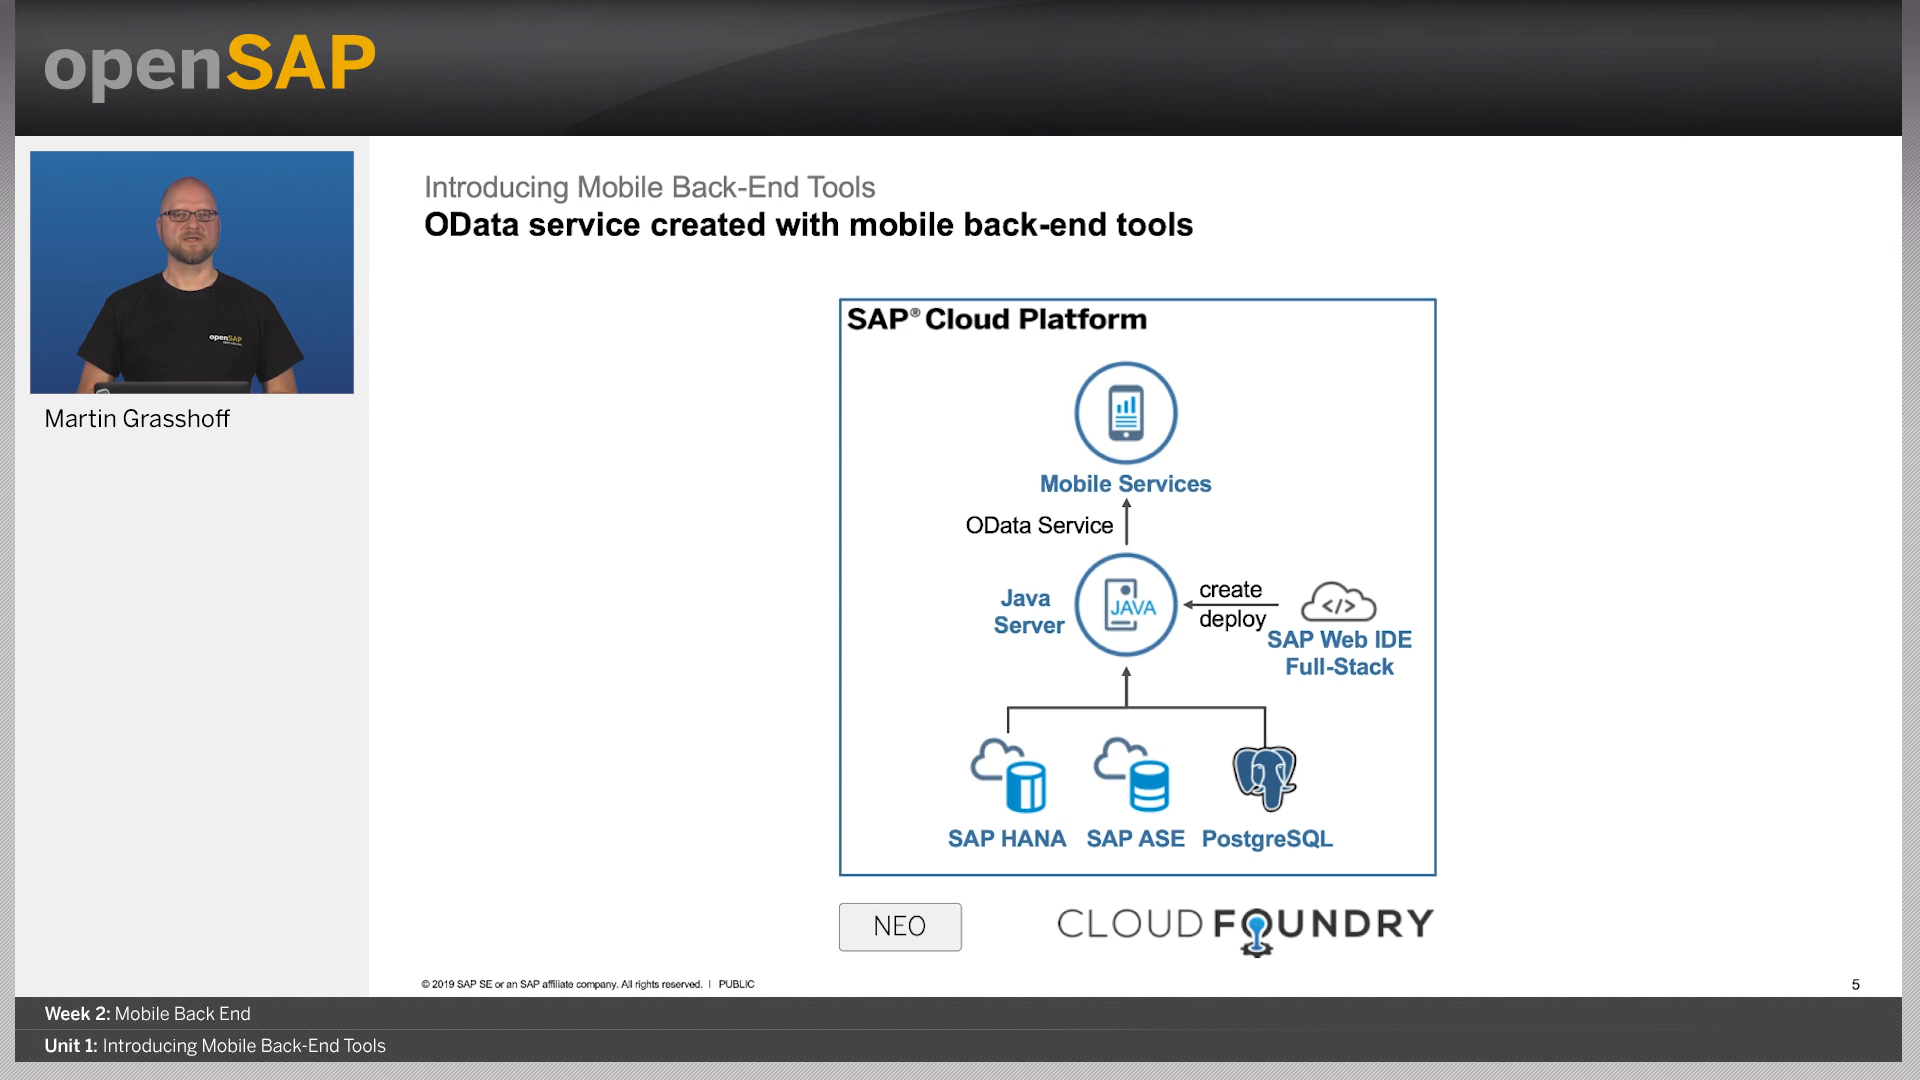 openSAP
Introducing Mobile Back-End Tools
OData service created with mobile back-end tools
openSAP
Martin Grasshoff
SAP® Cloud Platform
Mobile Services
OData Service
Java
Server
JAVA
create
deploy
</>
SAP Web IDE
Full-Stack
SAP HANA
SAP ASE
PostgreSQL
NEO
CLOUD FOUNDRY
© 2019 SAP SE or an SAP affiliate company. All rights reserved. | PUBLIC
5
Week 2: Mobile Back End
Unit 1: Introducing Mobile Back-End Tools